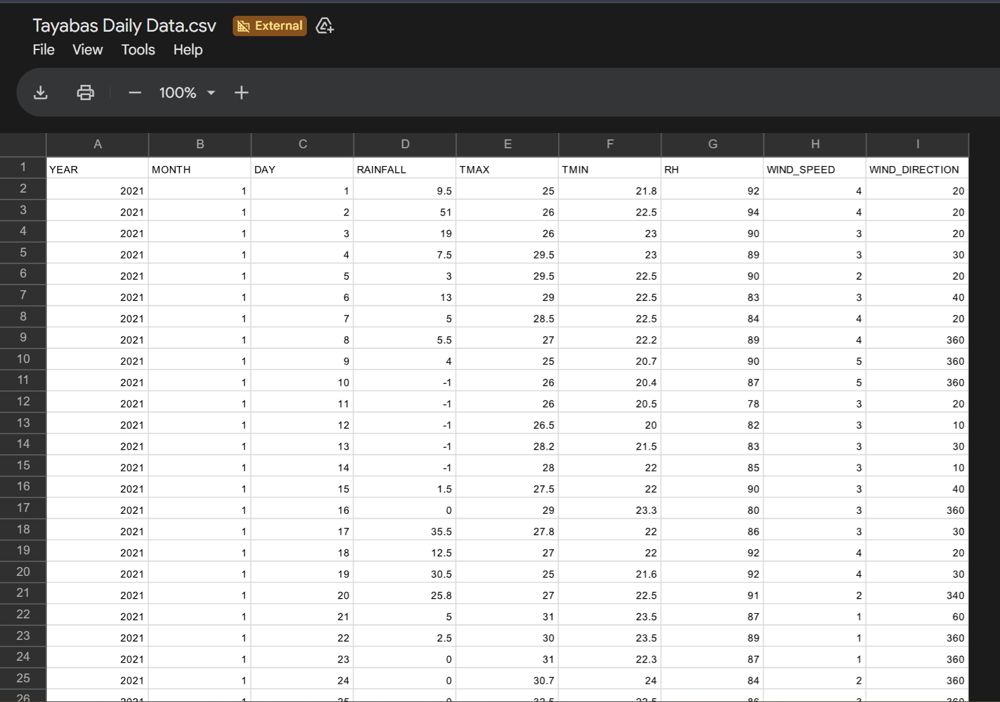 Tayabas Daily Data.csv External
File View Tools Help
100%
A B C D E F G H I
1 YEAR MONTH DAY RAINFALL TMAX TMIN RH WIND_SPEED WIND_DIRECTION
2 2021 1 1 9.5 25 21.8 92 4 20
3 2021 1 2 51 26 22.5 94 4 20
4 2021 1 3 19 26 23 90 3 20
5 2021 1 4 7.5 29.5 23 89 3 30
6 2021 1 5 3 29.5 22.5 90 2 20
7 2021 1 6 13 29 22.5 83 3 40
8 2021 1 7 5 28.5 22.5 84 4 20
9 2021 1 8 5.5 27 22.2 89 4 360
10 2021 1 9 4 25 20.7 90 5 360
11 2021 1 10 -1 26 20.4 87 5 360
12 2021 1 11 -1 26 20.5 78 3 20
13 2021 1 12 -1 26.5 20 82 3 10
14 2021 1 13 -1 28.2 21.5 83 3 30
15 2021 1 14 -1 28 22 85 3 10
16 2021 1 15 1.5 27.5 22 90 3 40
17 2021 1 16 0 29 23.3 80 3 360
18 2021 1 17 35.5 27.8 22 86 3 30
19 2021 1 18 12.5 27 22 92 4 20
20 2021 1 19 30.5 25 21.6 92 4 30
21 2021 1 20 25.8 27 22.5 91 2 340
22 2021 1 21 5 31 23.5 87 1 60
23 2021 1 22 2.5 30 23.5 89 1 360
24 2021 1 23 0 31 22.3 87 1 360
25 2021 1 24 0 30.7 24 84 2 360
26 2021 1 25